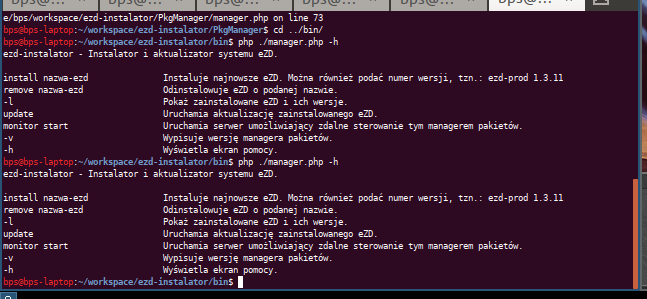 bps@... bps@... bps@... bps@... bps@...
e/bps/workspace/ezd-instalator/PkgManager/manager.php on line 73
bps@bps-laptop:~/workspace/ezd-instalator/PkgManager$ cd ../bin/
bps@bps-laptop:~/workspace/ezd-instalator/bin$ php ./manager.php -h
ezd-instalator - Instalator i aktualizator systemu eZD.
install nazwa-ezd Instaluje najnowsze eZD. Można również podać numer wersji, tzn.: ezd-prod 1.3.11
remove nazwa-ezd Odinstalowuje eZD o podanej nazwie.
-l Pokaż zainstalowane eZD i ich wersje.
update Uruchamia aktualizację zainstalowanego eZD.
monitor start Uruchamia serwer umożliwiający zdalne sterowanie tym managerem pakietów.
-v Wypisuje wersję managera pakietów.
-h Wyświetla ekran pomocy.
bps@bps-laptop:~/workspace/ezd-instalator/bin$ php ./manager.php -h
ezd-instalator - Instalator i aktualizator systemu eZD.
install nazwa-ezd Instaluje najnowsze eZD. Można również podać numer wersji, tzn.: ezd-prod 1.3.11
remove nazwa-ezd Odinstalowuje eZD o podanej nazwie.
-l Pokaż zainstalowane eZD i ich wersje.
update Uruchamia aktualizację zainstalowanego eZD.
monitor start Uruchamia serwer umożliwiający zdalne sterowanie tym managerem pakietów.
-v Wypisuje wersję managera pakietów.
-h Wyświetla ekran pomocy.
bps@bps-laptop:~/workspace/ezd-instalator/bin$